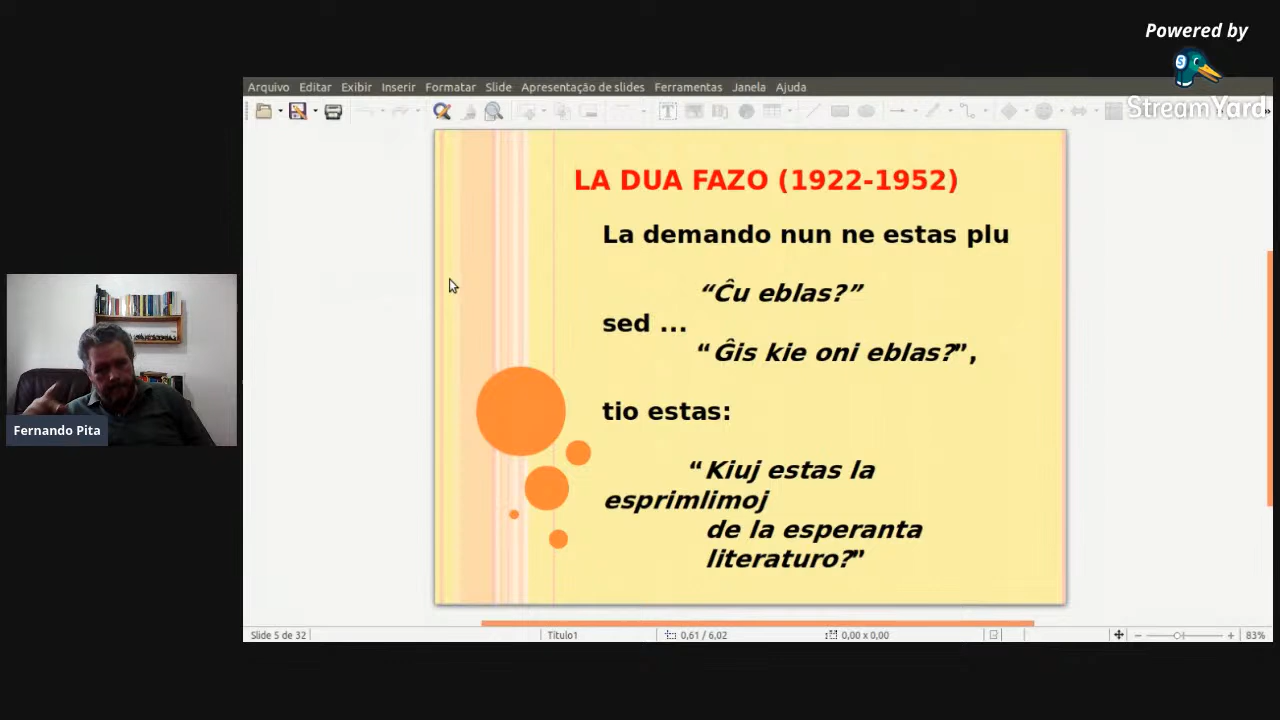 Powered by
StreamYard
Arquivo Editar Exibir Inserir Formatar Slide Apresentação de slides Ferramentas Janela Ajuda
LA DUA FAZO (1922-1952)
La demando nun ne estas plu
“Ĉu eblas?”
sed ...
“Ĝis kie oni eblas?”,
tio estas:
“Kiuj estas la
esprimlimoj
de la esperanta
literaturo?”
Fernando Pita
Slide 5 de 32 Título1 0,61 / 6,02 0,00 x 0,00 83%